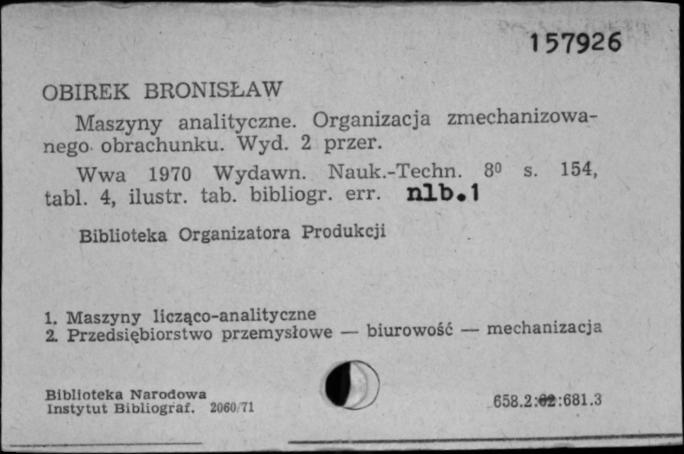 157926
OBIREK BRONISŁAW
Maszyny analityczne. Organizacja zmechanizowa-
nego obrachunku. Wyd. 2 przer.
Wwa 1970 Wydawn. Nauk.-Techn. 8⁰ s. 154,
tabl. 4, ilustr. tab. bibliogr. err. nlb.1
Biblioteka Organizatora Produkcji
1. Maszyny licząco-analityczne
2. Przedsiębiorstwo przemysłowe — biurowość — mechanizacja
Biblioteka Narodowa
Instytut Bibliograf. 2060/71
658.2:02:681.3